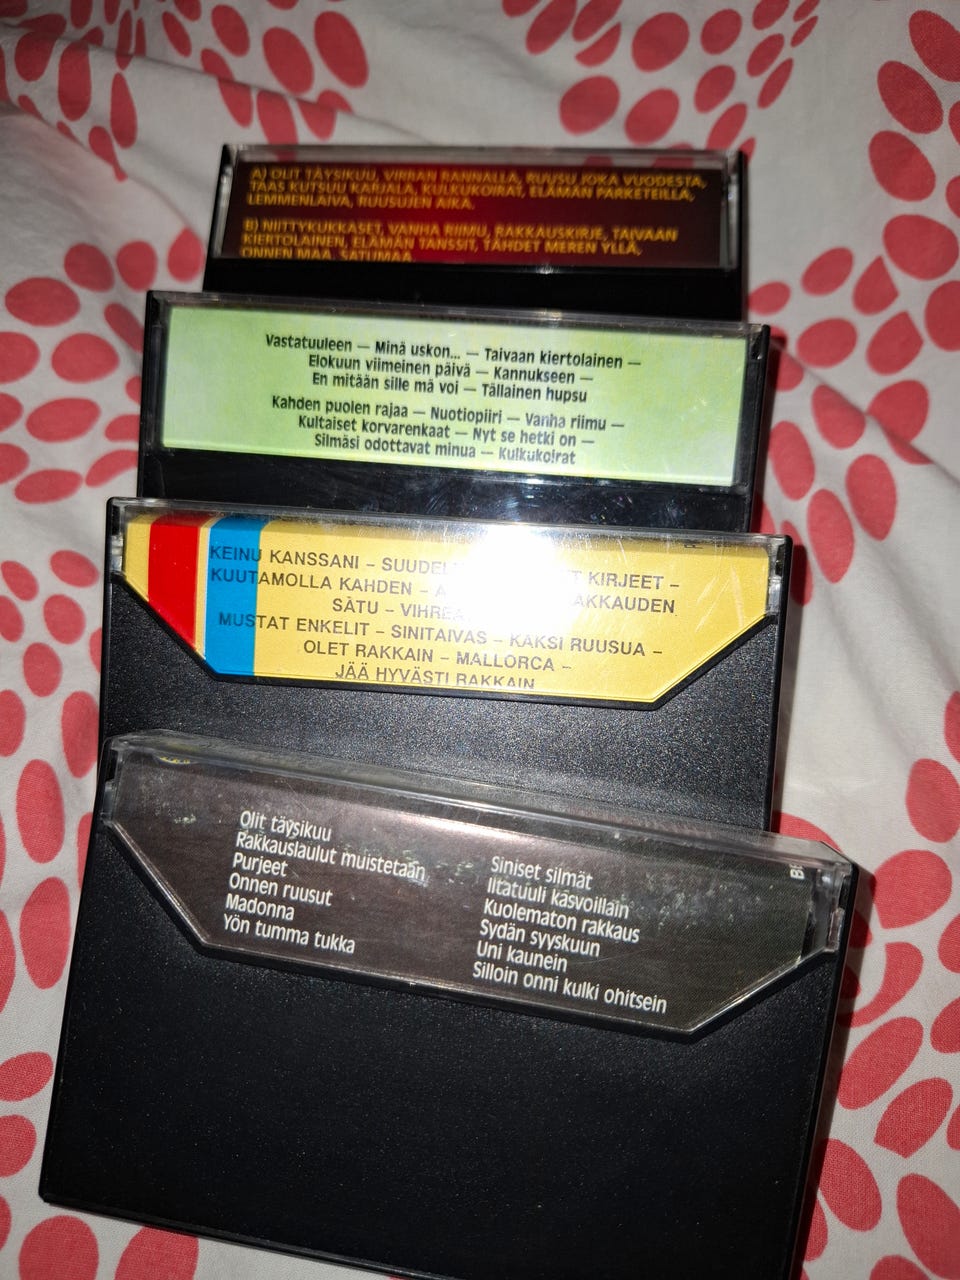 A) OLIT TÄYSIKUU, VIRRAN RANNALLA, RUUSU JOKA VUODESTA,
TAAS KUTSUU KARJALA, KULKUKOIRAT, ELÄMÄN PARKETEILLA,
LEMMENLAIVA, RUUSUJEN AIKA.
B) NIITTYKUKKASET, VANHA RIIMU, RAKKAUSKIRJE, TAIVAAN
KIERTOLAINEN, ELÄMÄN TANSSIT, TÄHDET MEREN YLLÄ,
ONNEN MAA, SATUMAA.
Vastatuuleen — Minä uskon... — Taivaan kiertolainen —
Elokuun viimeinen päivä — Kannukseen —
En mitään sille mä voi — Tällainen hupsu
Kahden puolen rajaa — Nuotiopiiri — Vanha riimu —
Kultaiset korvarenkaat — Nyt se hetki on —
Silmäsi odottavat minua — Kulkukoirat
KEINU KANSSANI – KIRJEET –
KUUTAMOLLA KAHDEN – RAKKAUDEN
SATU –
MUSTAT ENKELIT – SINITAIVAS – KAKSI RUUSUA –
OLET RAKKAIN – MALLORCA –
JÄÄ HYVÄSTI RAKKAIN
Olit täysikuu
Rakkauslaulut muistetaan
Purjeet
Onnen ruusut
Madonna
Yön tumma tukka
Siniset silmät
Iltatuuli kasvoillain
Kuolematon rakkaus
Sydän syyskuun
Uni kaunein
Silloin onni kulki ohitsein